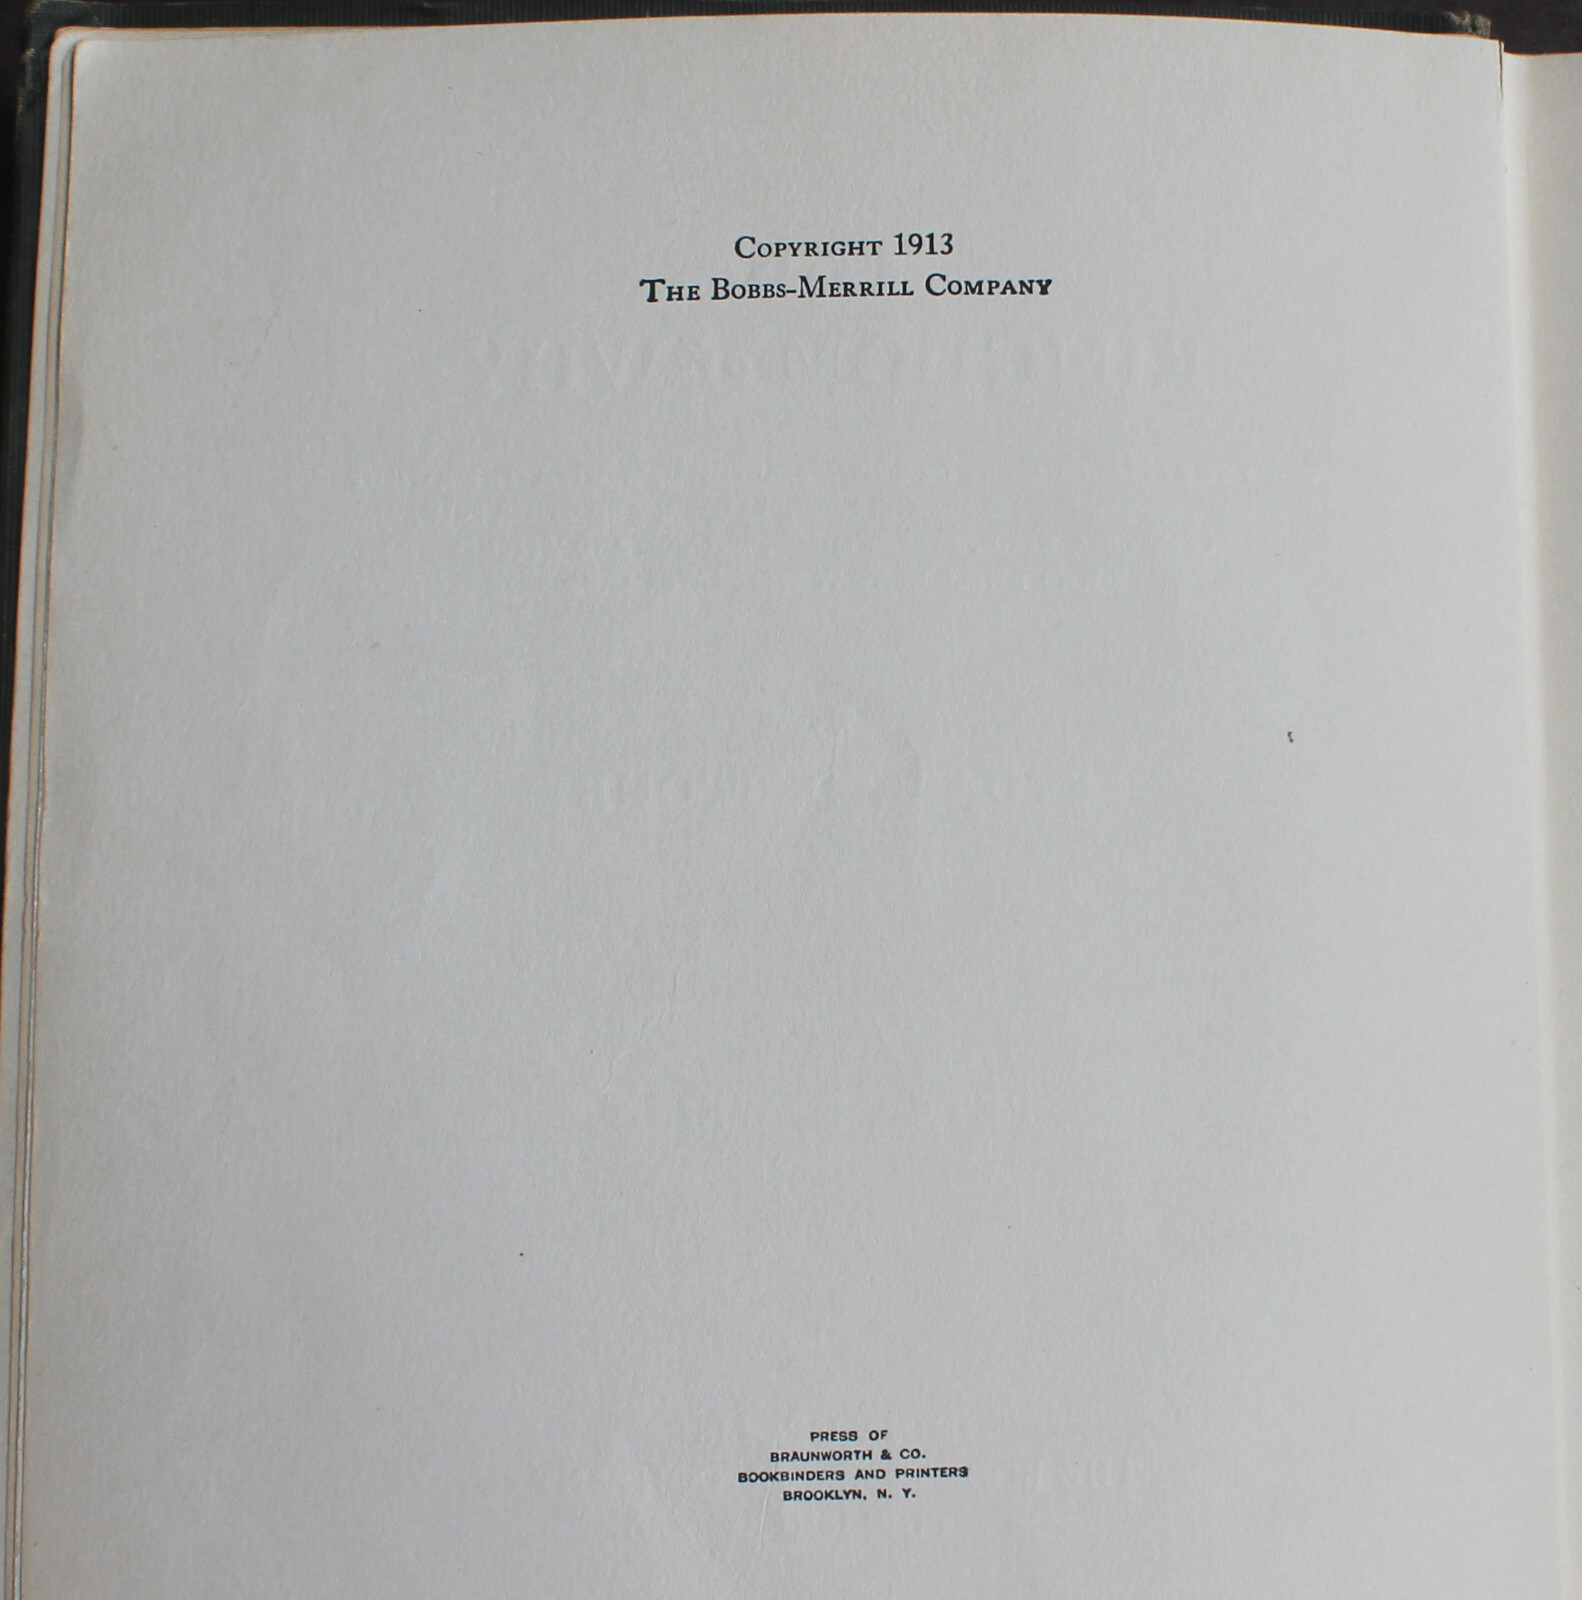 COPYRIGHT 1913
THE BOBBS-MERRILL COMPANY
PRESS OF
BRAUNWORTH & CO.
BOOKBINDERS AND PRINTERS
BROOKLYN, N. Y.